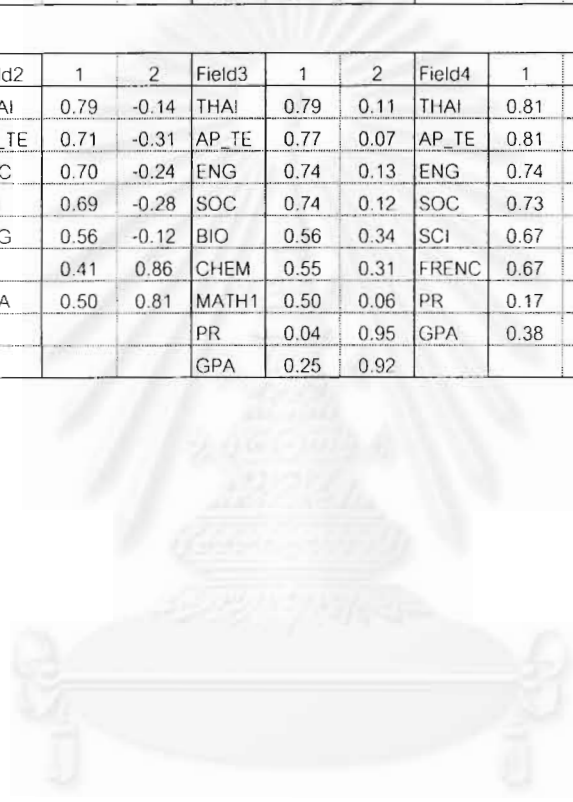 ld2 1 2 Field3 1 2 Field4 1
AI 0.79 -0.14 THAI 0.79 0.11 THAI 0.81
_TE 0.71 -0.31 AP_TE 0.77 0.07 AP_TE 0.81
C 0.70 -0.24 ENG 0.74 0.13 ENG 0.74
0.69 -0.28 SOC 0.74 0.12 SOC 0.73
G 0.56 -0.12 BIO 0.56 0.34 SCI 0.67
0.41 0.86 CHEM 0.55 0.31 FRENC 0.67
A 0.50 0.81 MATH1 0.50 0.06 PR 0.17
PR 0.04 0.95 GPA 0.38
GPA 0.25 0.92